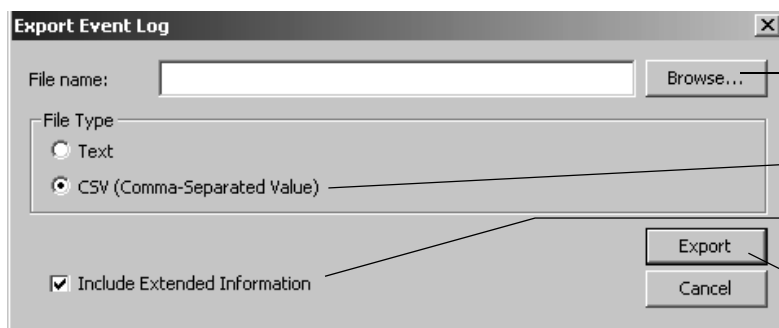 Export Event Log
File name:
Browse...
File Type
Text
CSV (Comma-Separated Value)
Export
Include Extended Information
Cancel